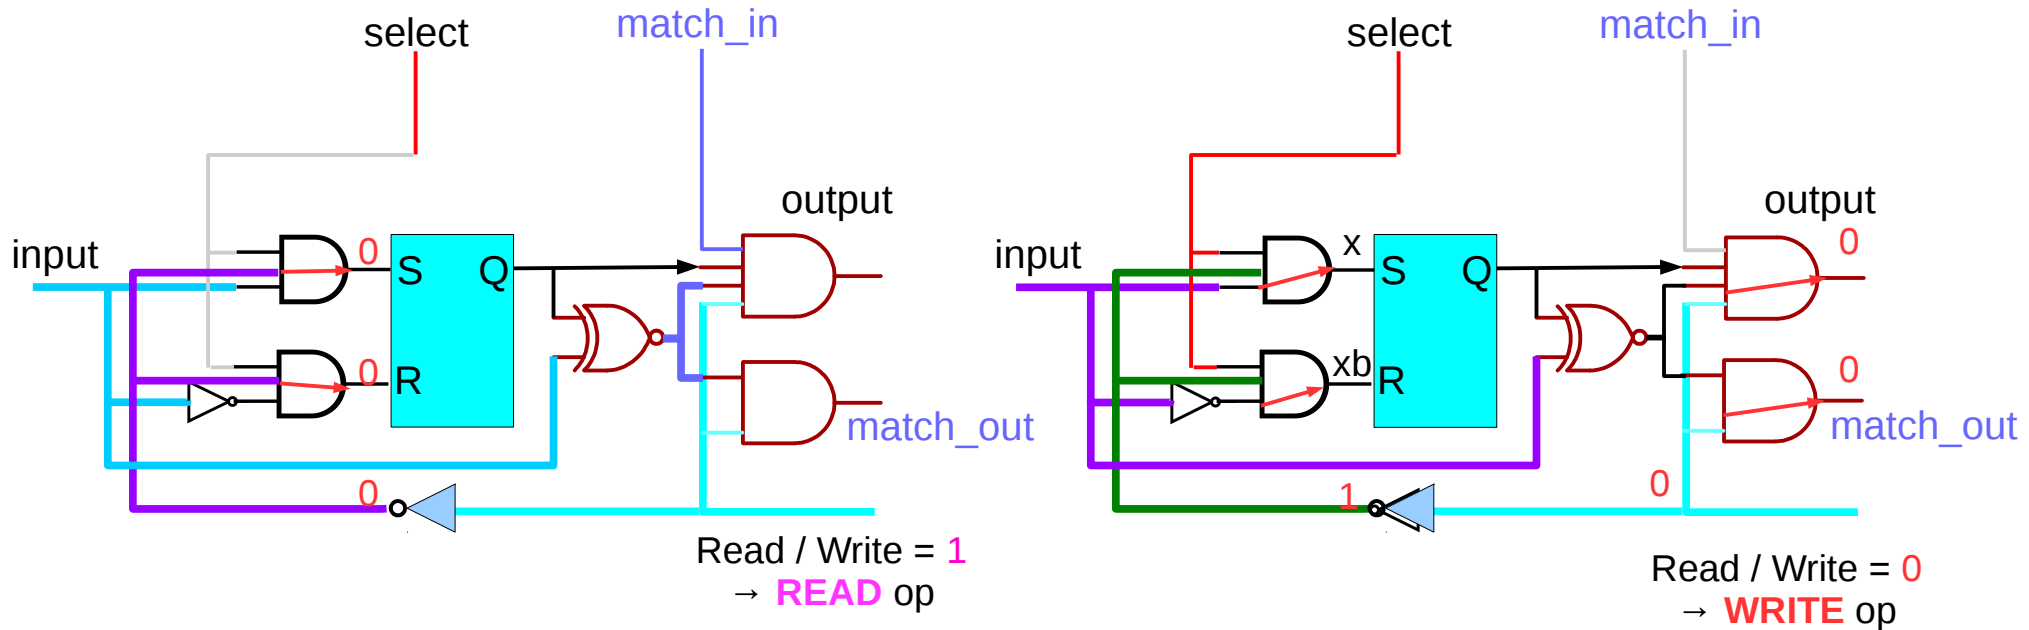 select
match_in
output
input
0
S
Q
0
R
match_out
0
Read / Write = 1
→ READ op
select
match_in
output
input
0
x
S
Q
xb
R
0
match_out
1
0
Read / Write = 0
→ WRITE op